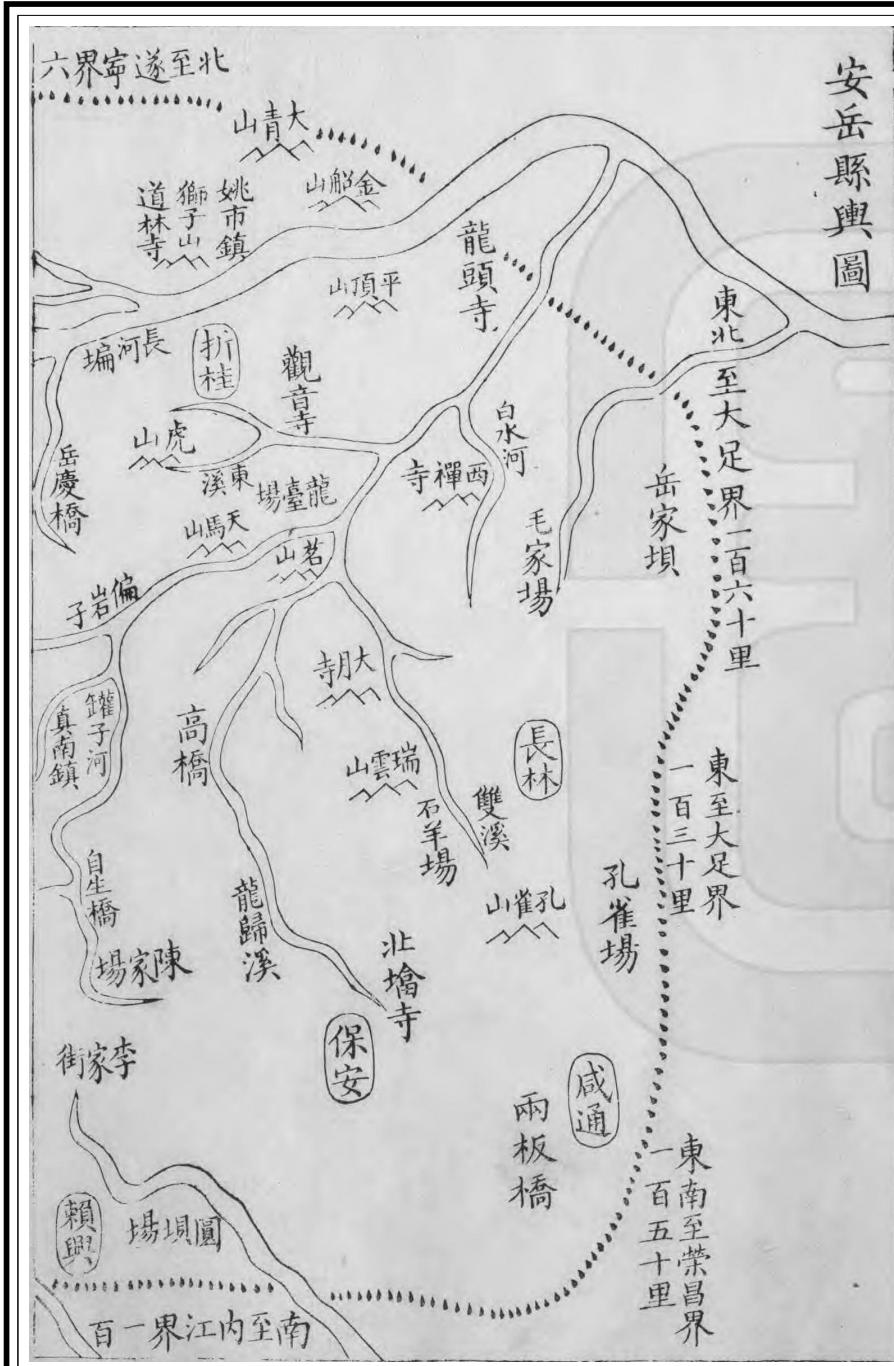 安岳縣輿圖
東北至大足界一百六十里
東至大足界
一百三十里
東南至榮昌界
一百五十里
南至內江界一百
北至遂寧界六
大青山
金船山
姚市鎮
獅子山
道林寺
龍頭寺
平頂山
長河堛
折桂
觀音寺
虎山
東溪
龍臺場
天馬山
岳慶橋
白水河
西禪寺
毛家場
岳家垻
茗山
偏岩子
罐子河
真南鎮
高橋
大月寺
瑞雲山
石羊場
雙溪
長林
孔雀山
孔雀場
自生橋
陳家場
龍歸溪
北塔寺
保安
李家街
咸通
兩板橋
賴興
圓垻場